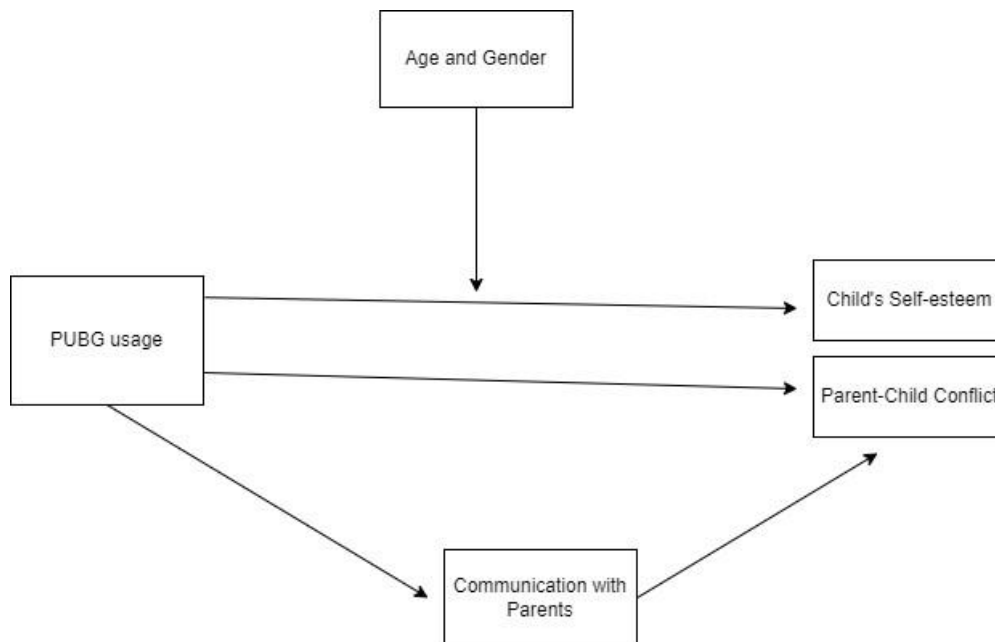 Age and Gender
Child's Self-esteem
PUBG usage
Parent-Child Conflict
Communication with
Parents